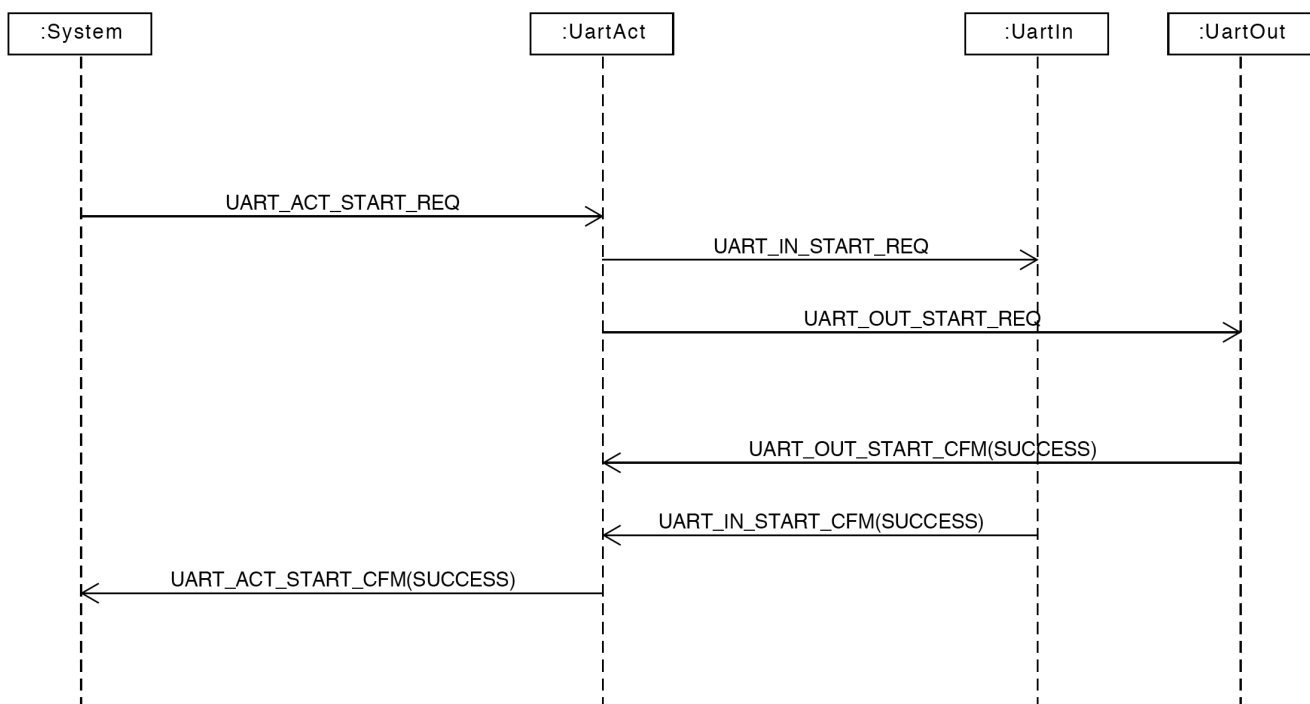 :System
:UartAct
:UartIn
:UartOut
UART_ACT_START_REQ
UART_IN_START_REQ
UART_OUT_START_REQ
UART_OUT_START_CFM(SUCCESS)
UART_IN_START_CFM(SUCCESS)
UART_ACT_START_CFM(SUCCESS)